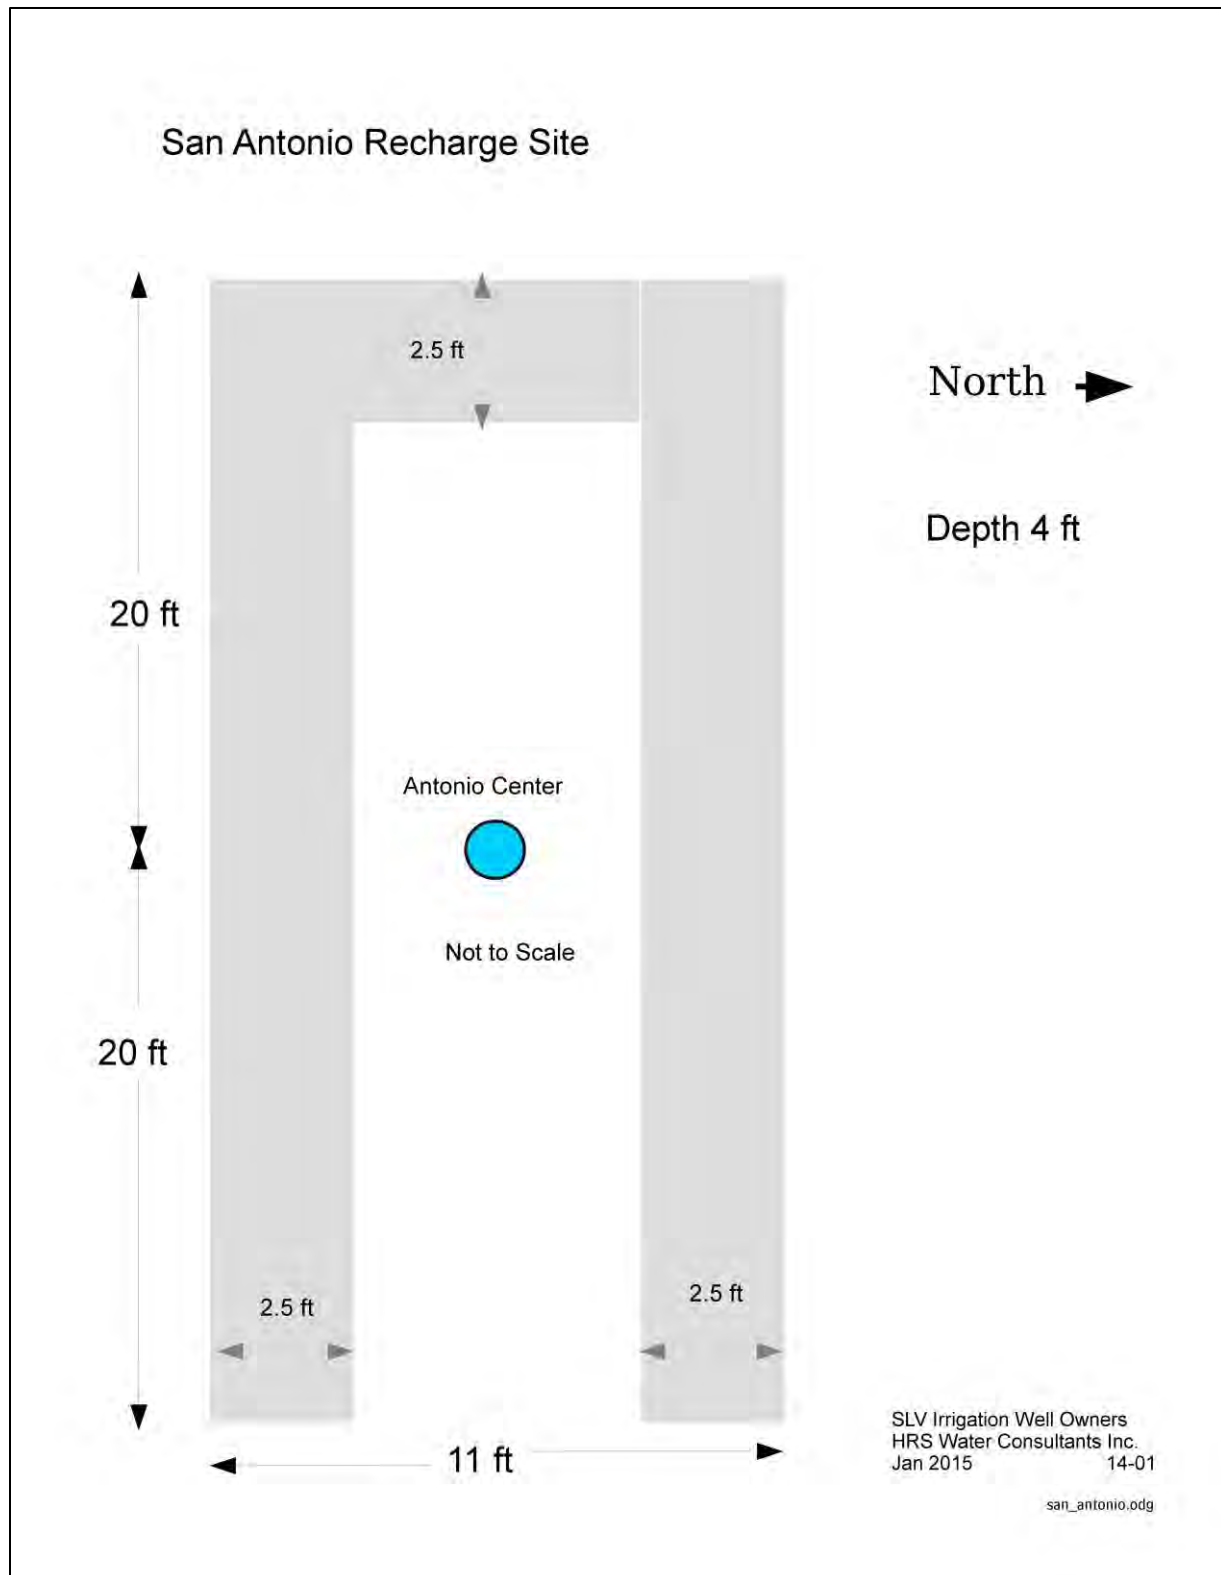 San Antonio Recharge Site
2.5 ft
North
Depth 4 ft
20 ft
Antonio Center
Not to Scale
20 ft
2.5 ft
2.5 ft
11 ft
SLV Irrigation Well Owners
HRS Water Consultants Inc.
Jan 2015 14-01
san_antonio.odg